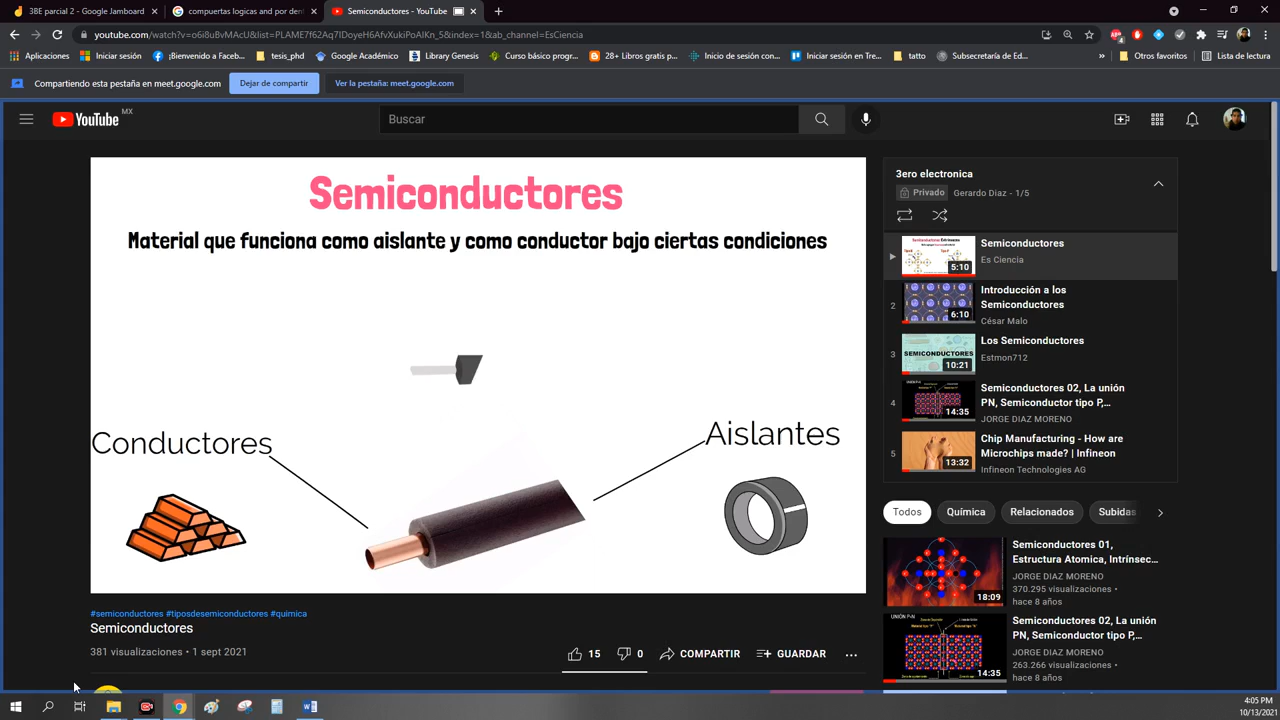 3BE parcial 2 - Google Jamboard
compuertas logicas and por den
Semiconductores - YouTube
youtube.com/watch?v=o6i8uBvMAcU&list=PLAME7f62Aq7IDoyeH6AfvXukiPoAIKn_5&index=1&ab_channel=EsCiencia
Aplicaciones
Iniciar sesión
¡Bienvenido a Faceb...
tesis_phd
Google Académico
Library Genesis
Curso básico progr...
28+ Libros gratis p...
Inicio de sesión con...
Iniciar sesión en Tre...
tatto
Subsecretaría de Ed...
»
Otros favoritos
Lista de lectura
Compartiendo esta pestaña en meet.google.com
Dejar de compartir
Ver la pestaña: meet.google.com
YouTube MX
Buscar
Semiconductores
Material que funciona como aislante y como conductor bajo ciertas condiciones
Conductores
Aislantes
#semiconductores #tiposdesemiconductores #quimica
Semiconductores
381 visualizaciones • 1 sept 2021
15
0
COMPARTIR
GUARDAR
3ero electronica
Privado
Gerardo Diaz - 1/5
Semiconductores
Es Ciencia
5:10
2
Introducción a los
Semiconductores
César Malo
6:10
3
Los Semiconductores
Estmon712
SEMICONDUCTORES
10:21
4
Semiconductores 02, La unión
PN, Semiconductor tipo P,...
JORGE DIAZ MORENO
14:35
5
Chip Manufacturing - How are
Microchips made? | Infineon
Infineon Technologies AG
13:32
Todos
Química
Relacionados
Subidas
Semiconductores 01,
Estructura Atomica, Intrínsec...
JORGE DIAZ MORENO
370.295 visualizaciones •
hace 8 años
18:09
Semiconductores 02, La unión
PN, Semiconductor tipo P,...
JORGE DIAZ MORENO
263.266 visualizaciones •
hace 8 años
UNIÓN P-N
14:35
4:05 PM
10/13/2021